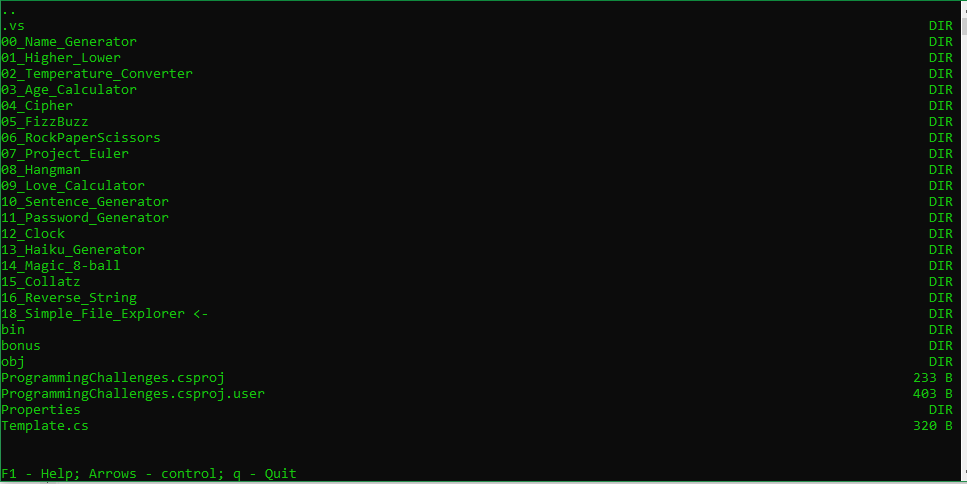 ..
.vs DIR
00_Name_Generator DIR
01_Higher_Lower DIR
02_Temperature_Converter DIR
03_Age_Calculator DIR
04_Cipher DIR
05_FizzBuzz DIR
06_RockPaperScissors DIR
07_Project_Euler DIR
08_Hangman DIR
09_Love_Calculator DIR
10_Sentence_Generator DIR
11_Password_Generator DIR
12_Clock DIR
13_Haiku_Generator DIR
14_Magic_8-ball DIR
15_Collatz DIR
16_Reverse_String DIR
18_Simple_File_Explorer <- DIR
bin DIR
bonus DIR
obj DIR
ProgrammingChallenges.csproj 233 B
ProgrammingChallenges.csproj.user 403 B
Properties DIR
Template.cs 320 B
F1 - Help; Arrows - control; q - Quit